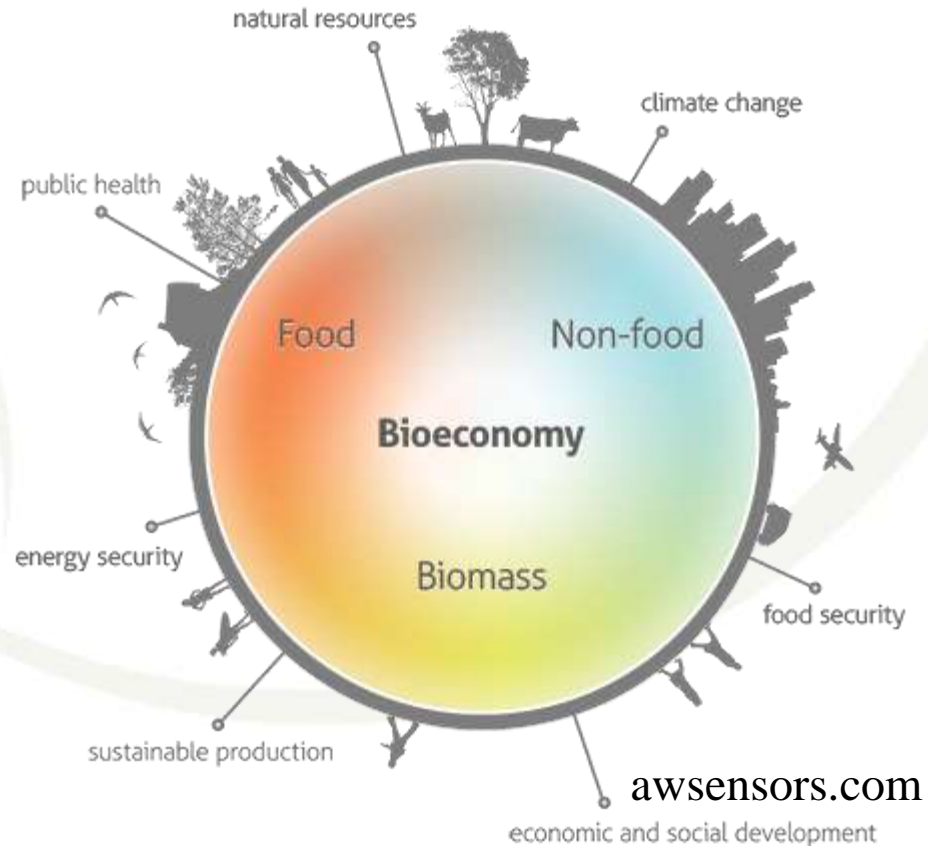 natural resources
climate change
public health
Food
Non-food
Bioeconomy
energy security
Biomass
food security
sustainable production
awsensors.com
economic and social development